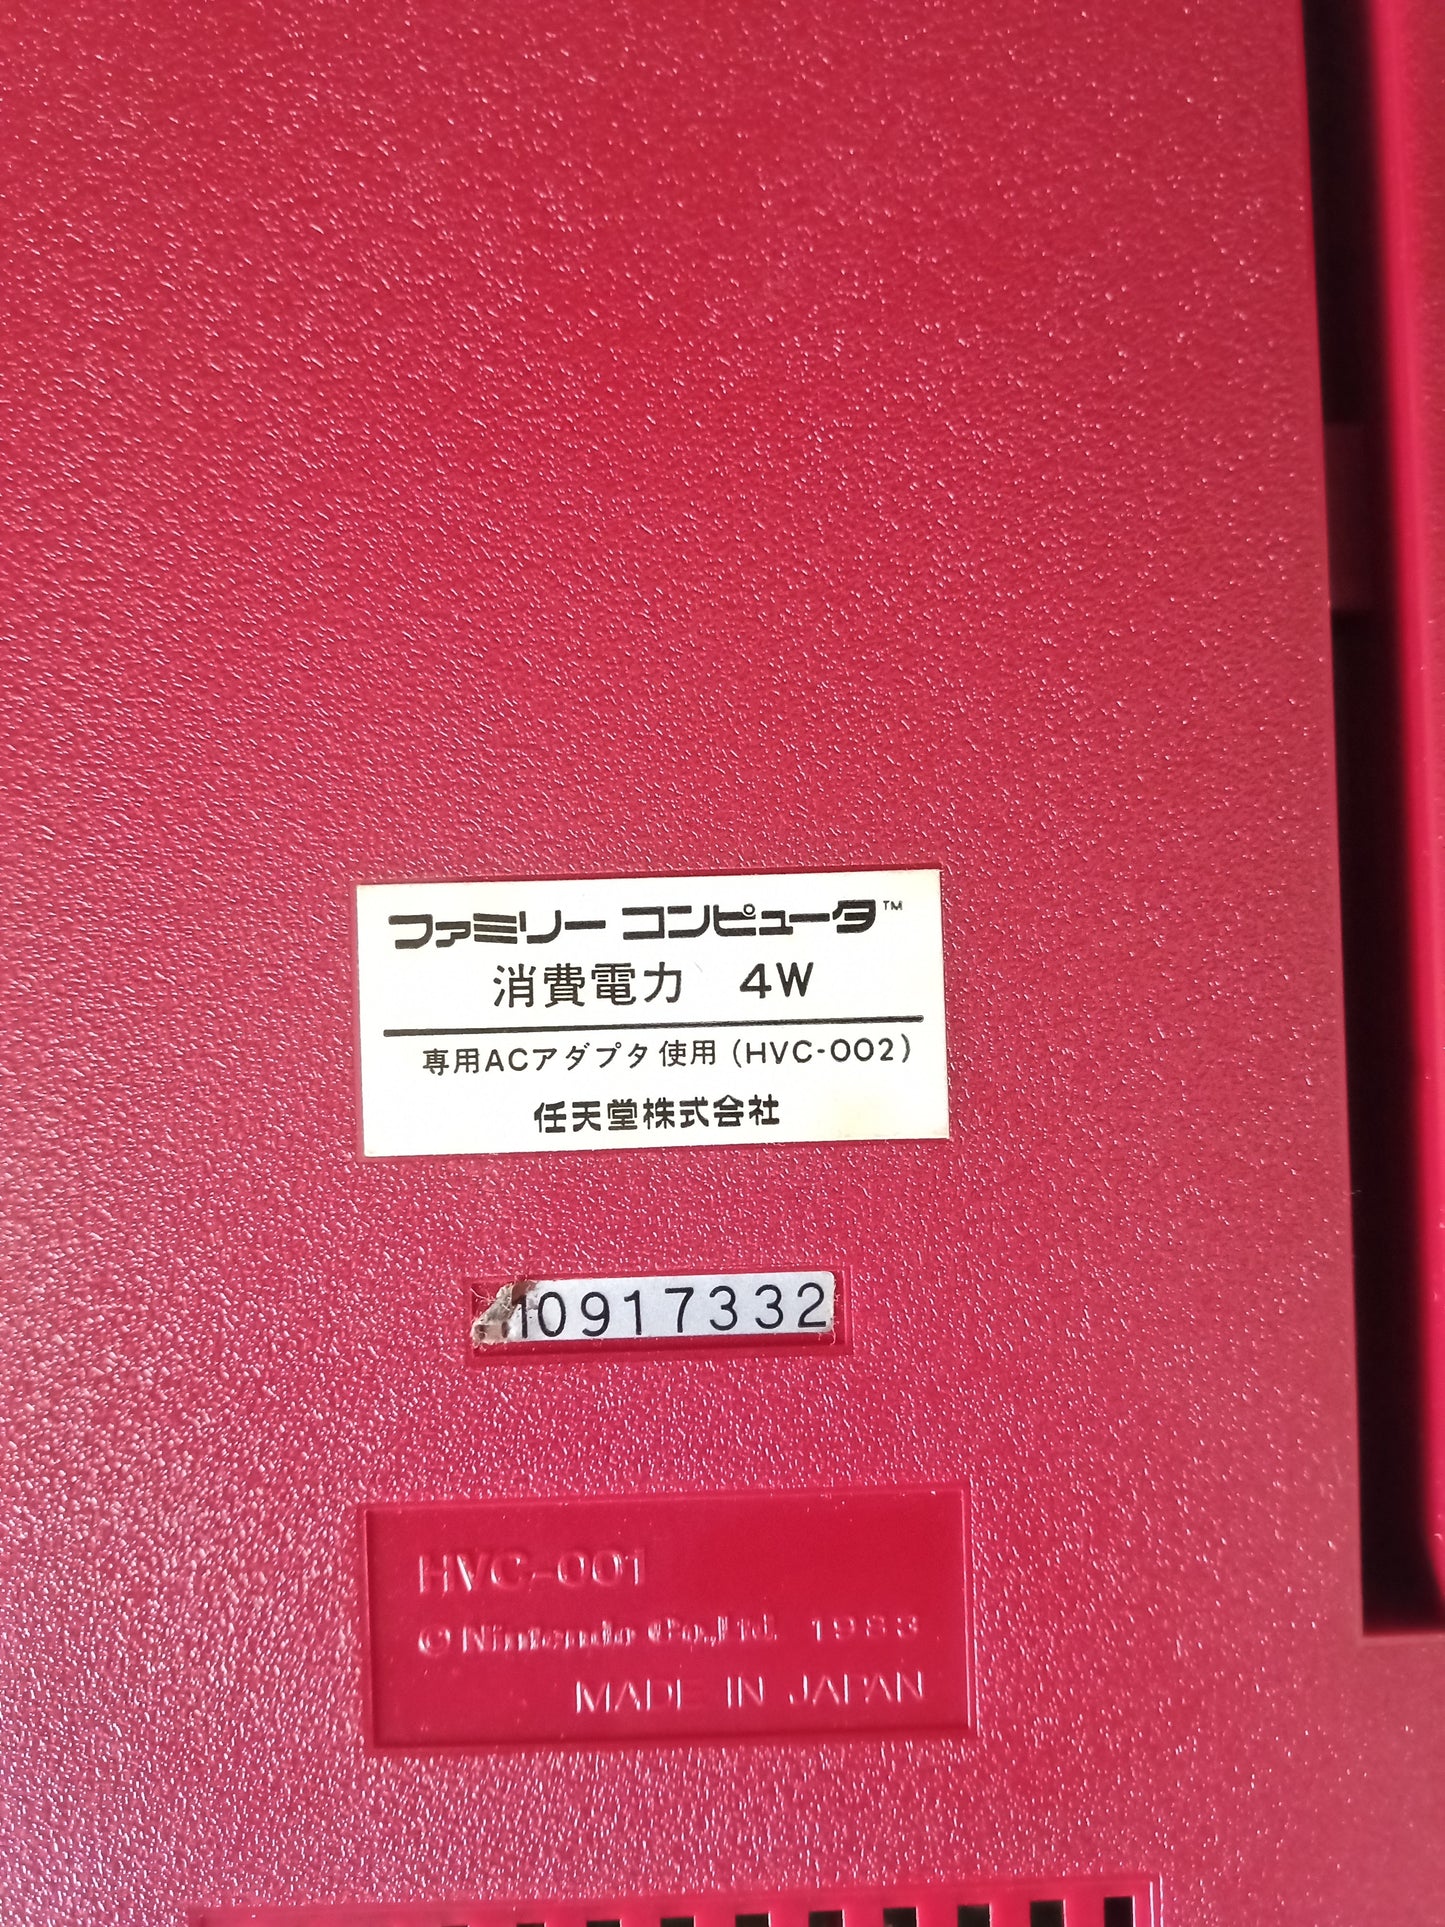 ファミリー コンピュータ™
消費電力 4W
専用ACアダプタ使用 (HVC-002)
任天堂株式会社
10917332
HVC-001
© Nintendo Co.,Ltd. 1983
MADE IN JAPAN